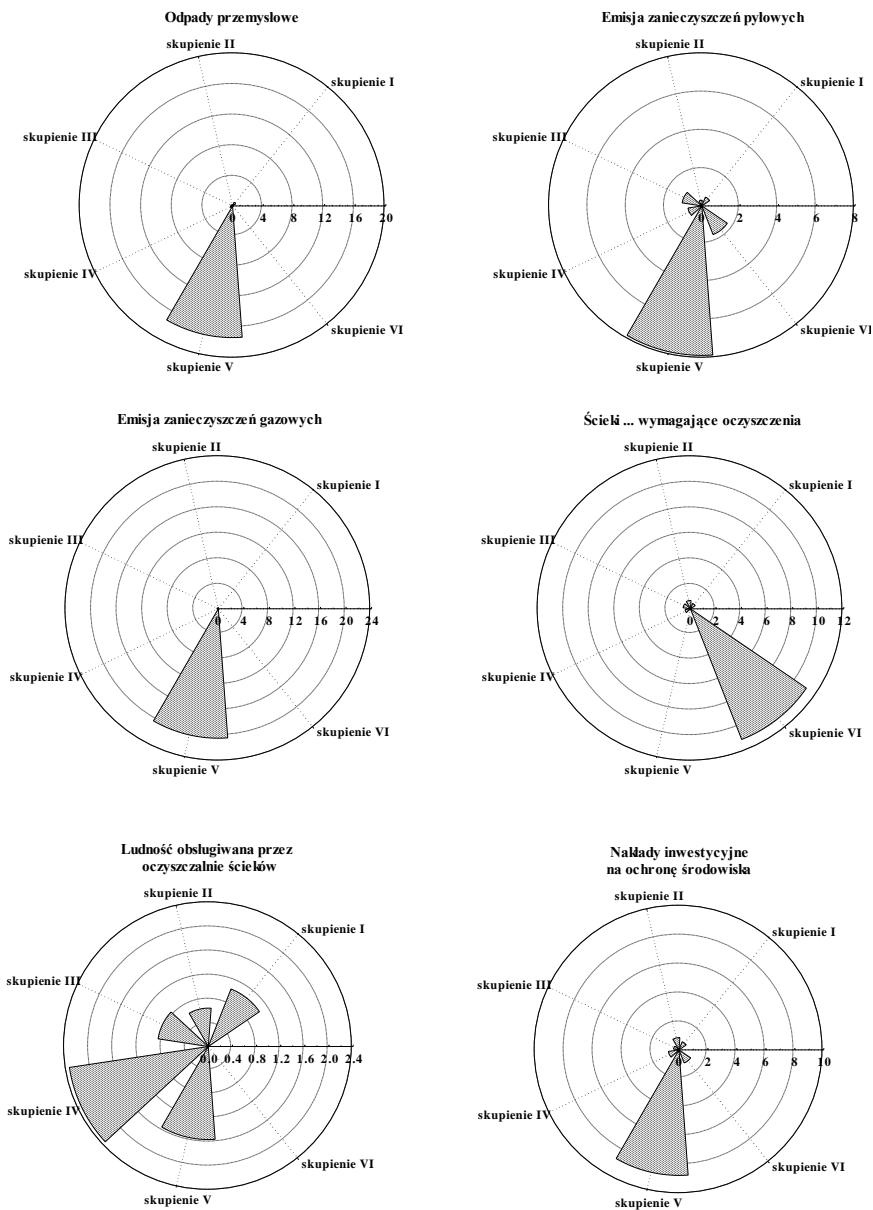 Odpady przemysłowe
skupienie II
skupienie I
skupienie III
0 4 8 12 16 20
skupienie IV
skupienie VI
skupienie V
Emisja zanieczyszczeń pyłowych
skupienie II
skupienie I
skupienie III
0 2 4 6 8
skupienie IV
skupienie VI
skupienie V
Emisja zanieczyszczeń gazowych
skupienie II
skupienie I
skupienie III
0 4 8 12 16 20 24
skupienie IV
skupienie VI
skupienie V
Ścieki ... wymagające oczyszczenia
skupienie II
skupienie I
skupienie III
0 2 4 6 8 10 12
skupienie IV
skupienie VI
skupienie V
Ludność obsługiwana przez
oczyszczalnie ścieków
skupienie II
skupienie I
skupienie III
0.0 0.4 0.8 1.2 1.6 2.0 2.4
skupienie IV
skupienie VI
skupienie V
Nakłady inwestycyjne
na ochronę środowiska
skupienie II
skupienie I
skupienie III
0 2 4 6 8 10
skupienie IV
skupienie VI
skupienie V